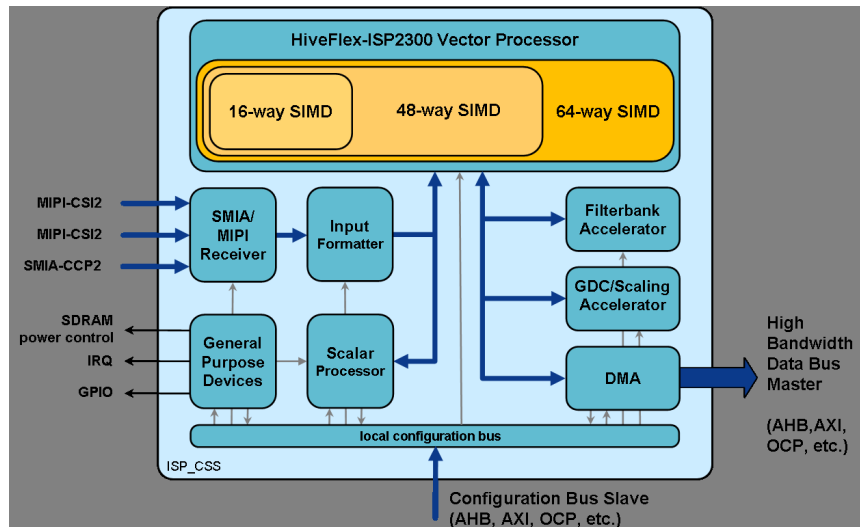 HiveFlex-ISP2300 Vector Processor
16-way SIMD
48-way SIMD
64-way SIMD
MIPI-CSI2
MIPI-CSI2
SMIA-CCP2
SMIA/
MIPI
Receiver
Input
Formatter
Filterbank
Accelerator
GDC/Scaling
Accelerator
SDRAM
power control
IRQ
GPIO
General
Purpose
Devices
Scalar
Processor
DMA
High
Bandwidth
Data Bus
Master
(AHB,AXI,
OCP, etc.)
local configuration bus
ISP_CSS
Configuration Bus Slave
(AHB, AXI, OCP, etc.)